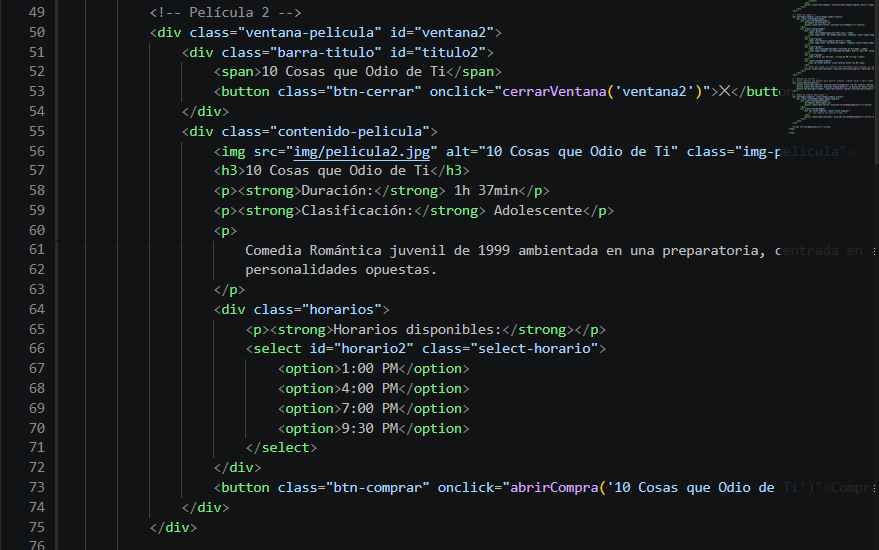 49 <!-- Película 2 -->
50 <div class="ventana-pelicula" id="ventana2">
51 <div class="barra-titulo" id="titulo2">
52 <span>10 Cosas que Odio de Ti</span>
53 <button class="btn-cerrar" onclick="cerrarVentana('ventana2')">✕</button
54 </div>
55 <div class="contenido-pelicula">
56 <img src="img/pelicula2.jpg" alt="10 Cosas que Odio de Ti" class="img-pelicula">
57 <h3>10 Cosas que Odio de Ti</h3>
58 <p><strong>Duración:</strong> 1h 37min</p>
59 <p><strong>Clasificación:</strong> Adolescente</p>
60 <p>
61 Comedia Romántica juvenil de 1999 ambientada en una preparatoria, centrada en
62 personalidades opuestas.
63 </p>
64 <div class="horarios">
65 <p><strong>Horarios disponibles:</strong></p>
66 <select id="horario2" class="select-horario">
67 <option>1:00 PM</option>
68 <option>4:00 PM</option>
69 <option>7:00 PM</option>
70 <option>9:30 PM</option>
71 </select>
72 </div>
73 <button class="btn-comprar" onclick="abrirCompra('10 Cosas que Odio de Ti')">Compra
74 </div>
75 </div>
76